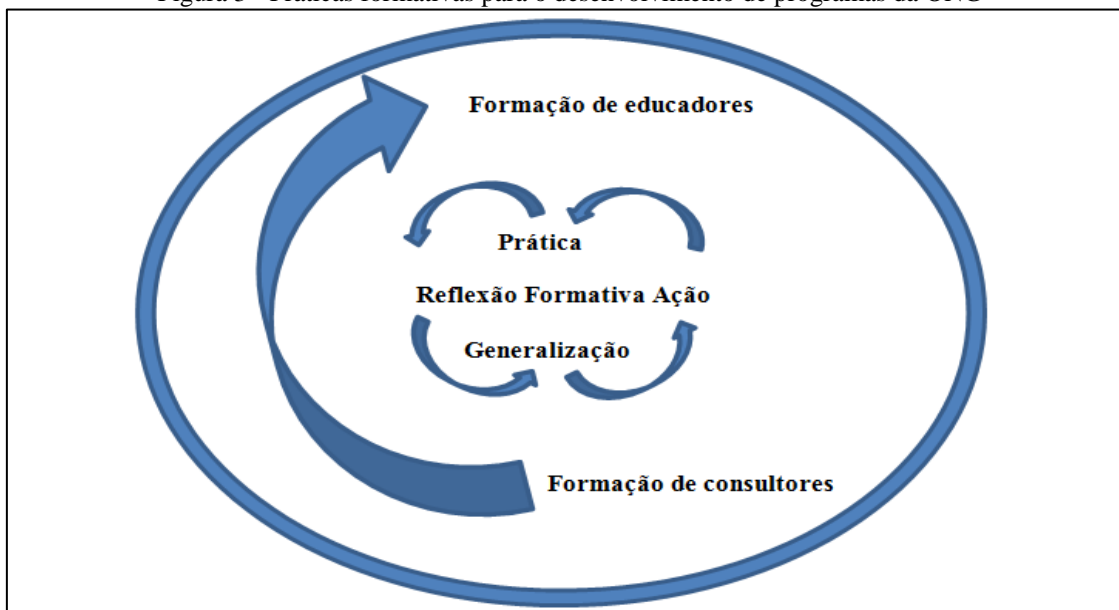 Formação de educadores
Prática
Reflexão Formativa Ação
Generalização
Formação de consultores